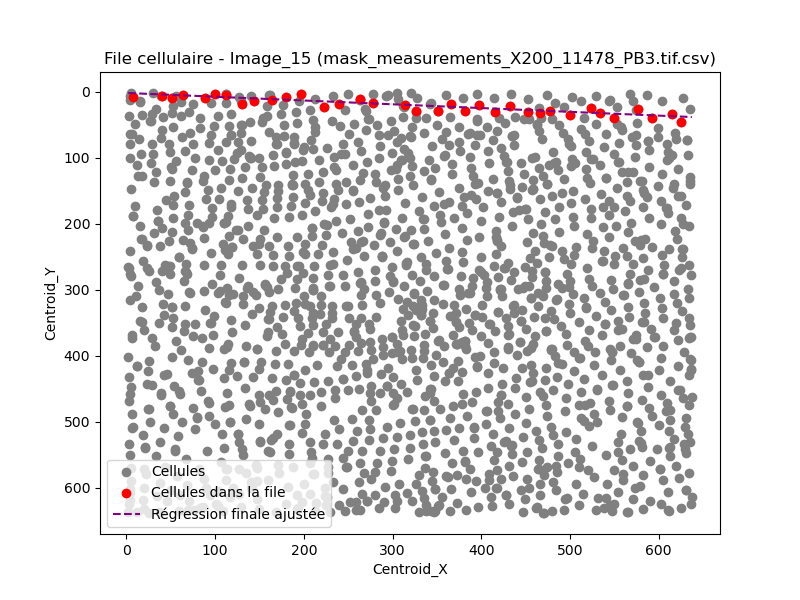 File cellulaire - Image_15 (mask_measurements_X200_11478_PB3.tif.csv)
0
100
200
300
400
500
600
Centroid_Y
Cellules
Cellules dans la file
Régression finale ajustée
0
100
200
300
400
500
600
Centroid_X